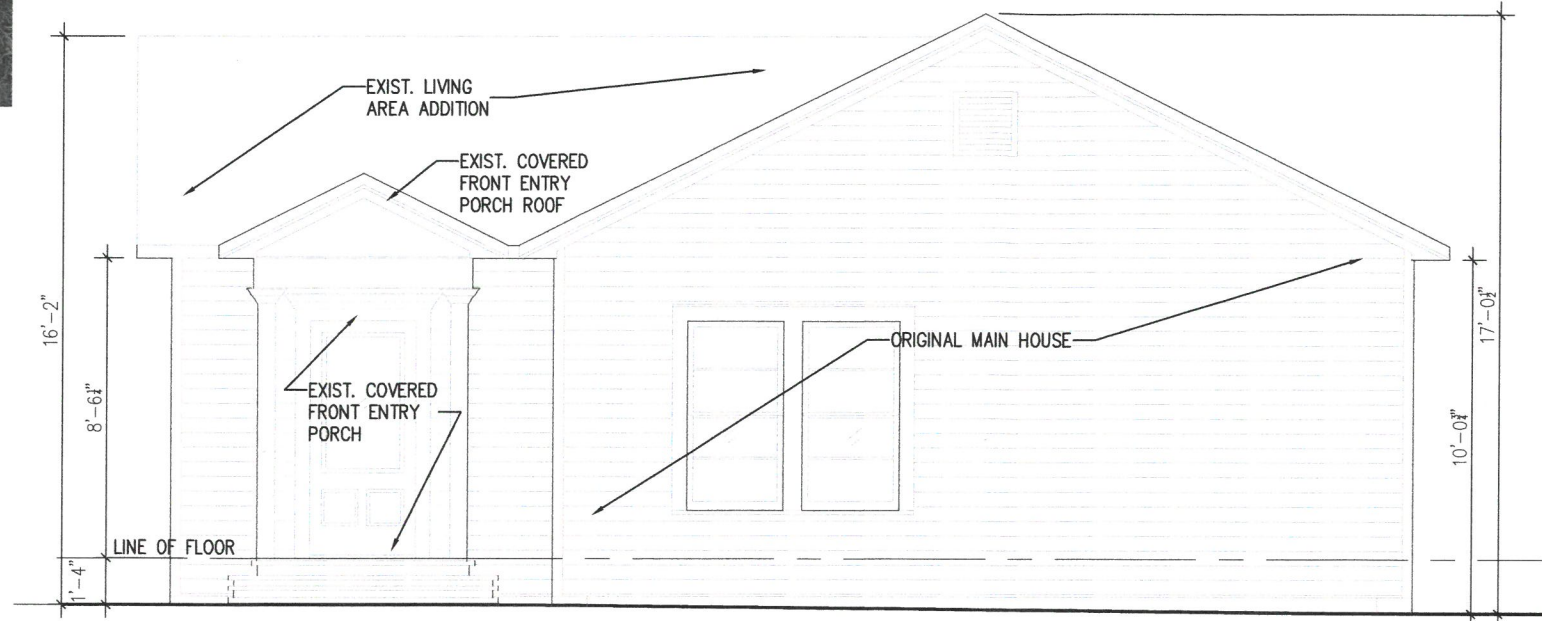 EXIST. LIVING
AREA ADDITION
EXIST. COVERED
FRONT ENTRY
PORCH ROOF
16'-2"
8'-6¼"
17'-0½"
ORIGINAL MAIN HOUSE
EXIST. COVERED
FRONT ENTRY
PORCH
10'-0¾"
LINE OF FLOOR
1'-4"